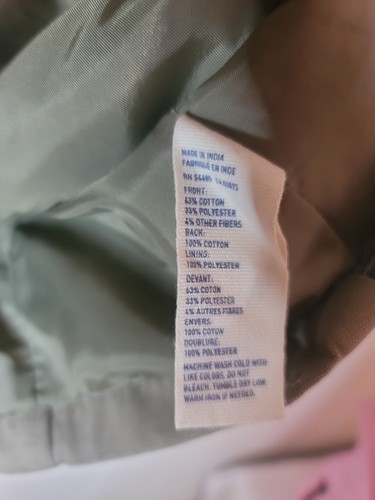 MADE IN INDIA
FABRIQUÉ EN INDE
RN 54485
FRONT:
63% COTTON
33% POLYESTER
4% OTHER FIBERS
BACK:
100% COTTON
LINING:
100% POLYESTER
DEVANT:
63% COTON
33% POLYESTER
4% AUTRES FIBRES
ENVERS:
100% COTON
DOUBLURE:
100% POLYESTER
MACHINE WASH COLD WITH
LIKE COLORS, DO NOT
BLEACH. TUMBLE DRY LOW.
WARM IRON IF NEEDED.